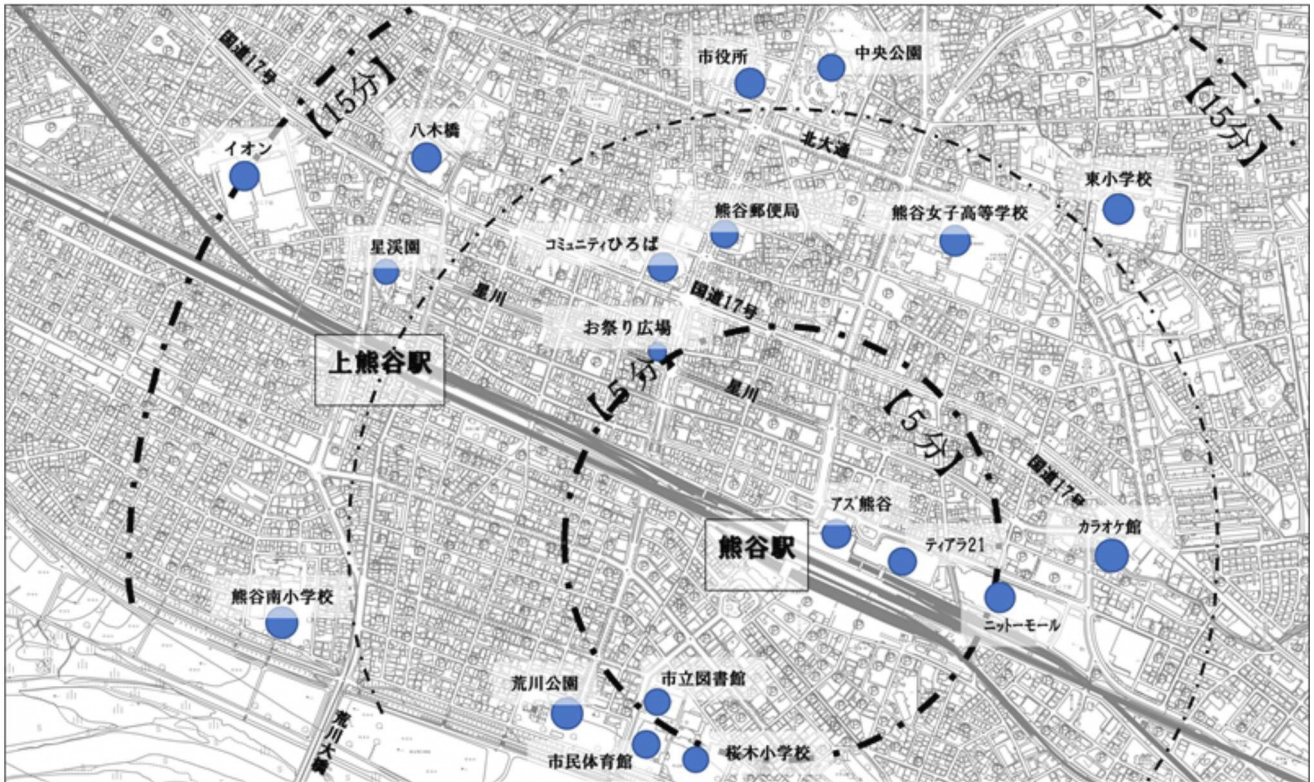 国道17号
【15分】
市役所
中央公園
【15分】
イオン
八木橋
北大通
東小学校
熊谷郵便局
熊谷女子高等学校
コミュニティひろば
星溪園
星川
国道17号
お祭り広場
上熊谷駅
【5分】
星川
【5分】
国道17号
アズ熊谷
熊谷駅
ティアラ21
カラオケ館
熊谷南小学校
ニットーモール
荒川公園
市立図書館
荒川大橋
市民体育館
桜木小学校